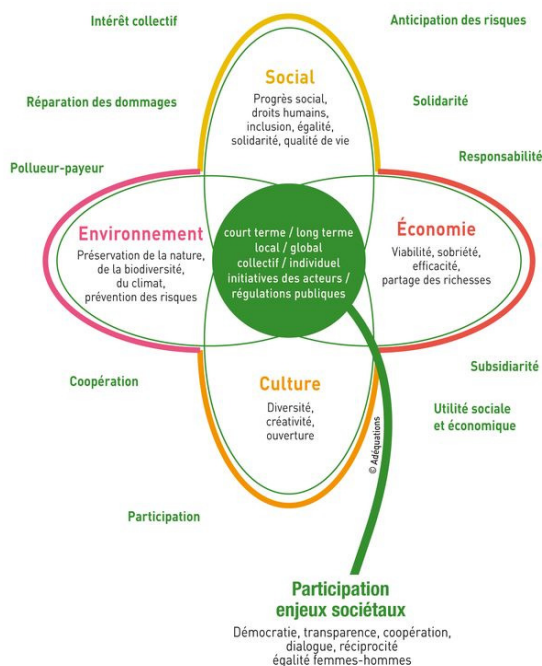 Intérêt collectif
Anticipation des risques
Social
Progrès social,
droits humains,
inclusion, égalité,
solidarité, qualité de vie
Réparation des dommages
Solidarité
Pollueur-payeur
Responsabilité
Environnement
Préservation de la nature,
de la biodiversité,
du climat,
prévention des risques
court terme / long terme
local / global
collectif / individuel
initiatives des acteurs /
régulations publiques
Économie
Viabilité, sobriété,
efficacité,
partage des richesses
Coopération
Culture
Diversité,
créativité,
ouverture
Subsidiarité
Utilité sociale
et économique
© Adéquations
Participation
Participation
enjeux sociétaux
Démocratie, transparence, coopération,
dialogue, réciprocité
égalité femmes-hommes